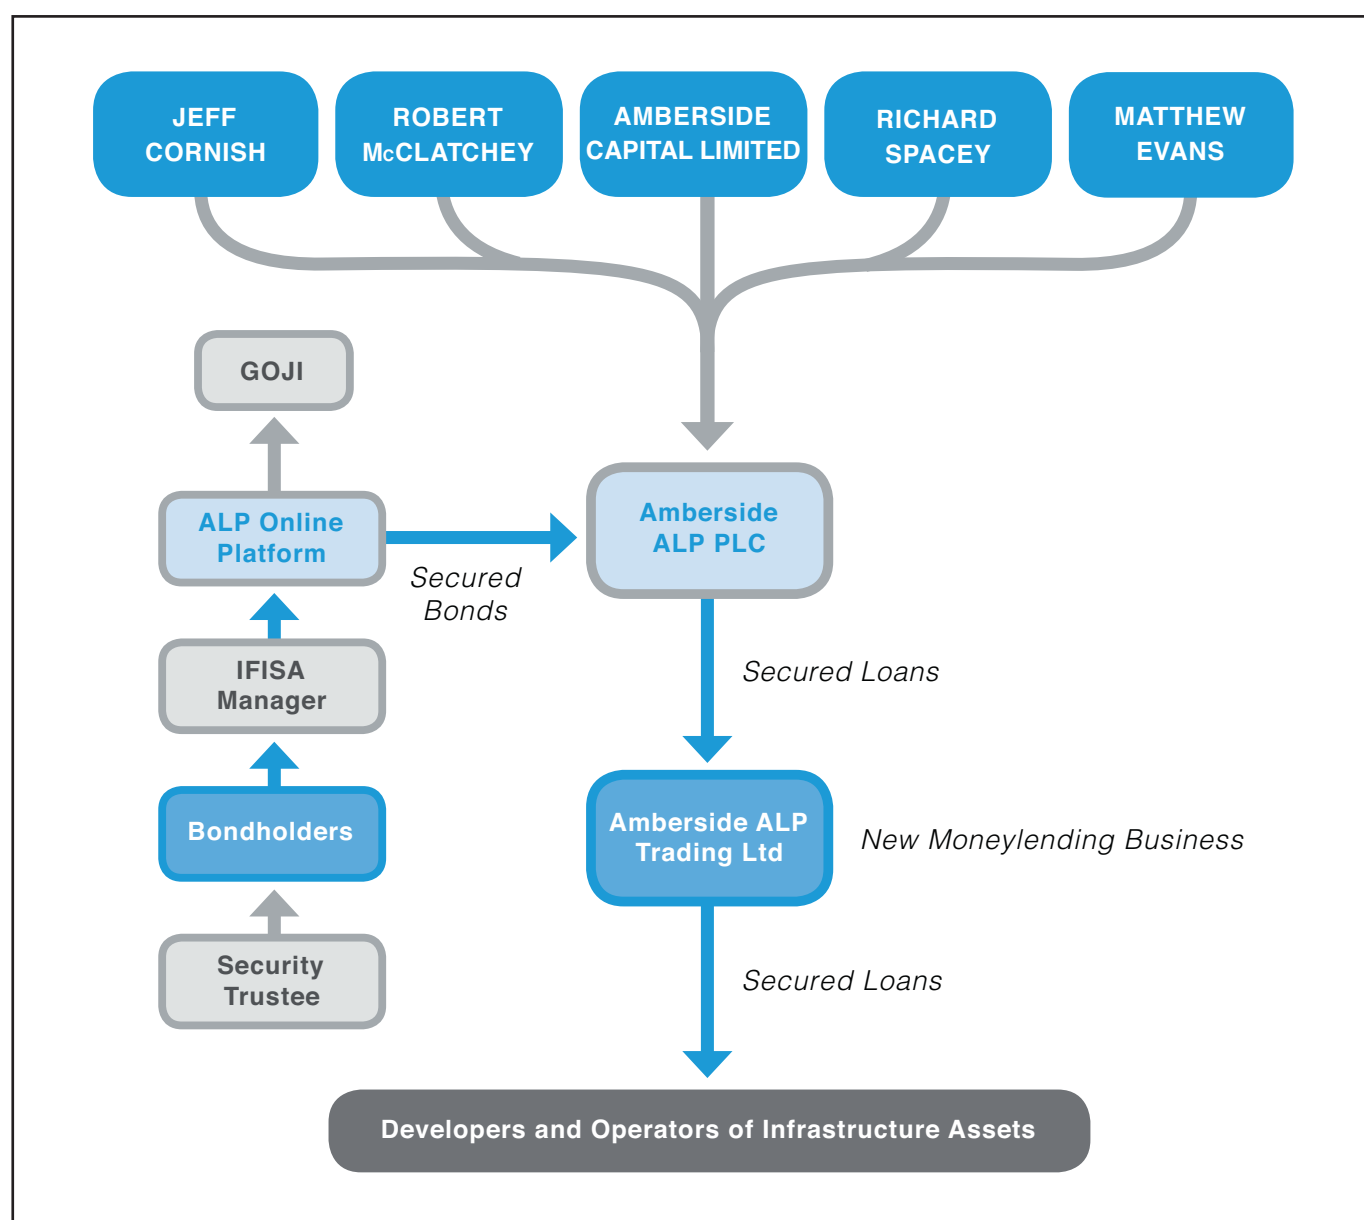 JEFF
CORNISH
ROBERT
McCLATCHEY
AMBERSIDE
CAPITAL LIMITED
RICHARD
SPACEY
MATTHEW
EVANS
GOJI
ALP Online
Platform
Secured
Bonds
Amberside
ALP PLC
IFISA
Manager
Secured Loans
Bondholders
Amberside ALP
Trading Ltd
New Moneylending Business
Security
Trustee
Secured Loans
Developers and Operators of Infrastructure Assets